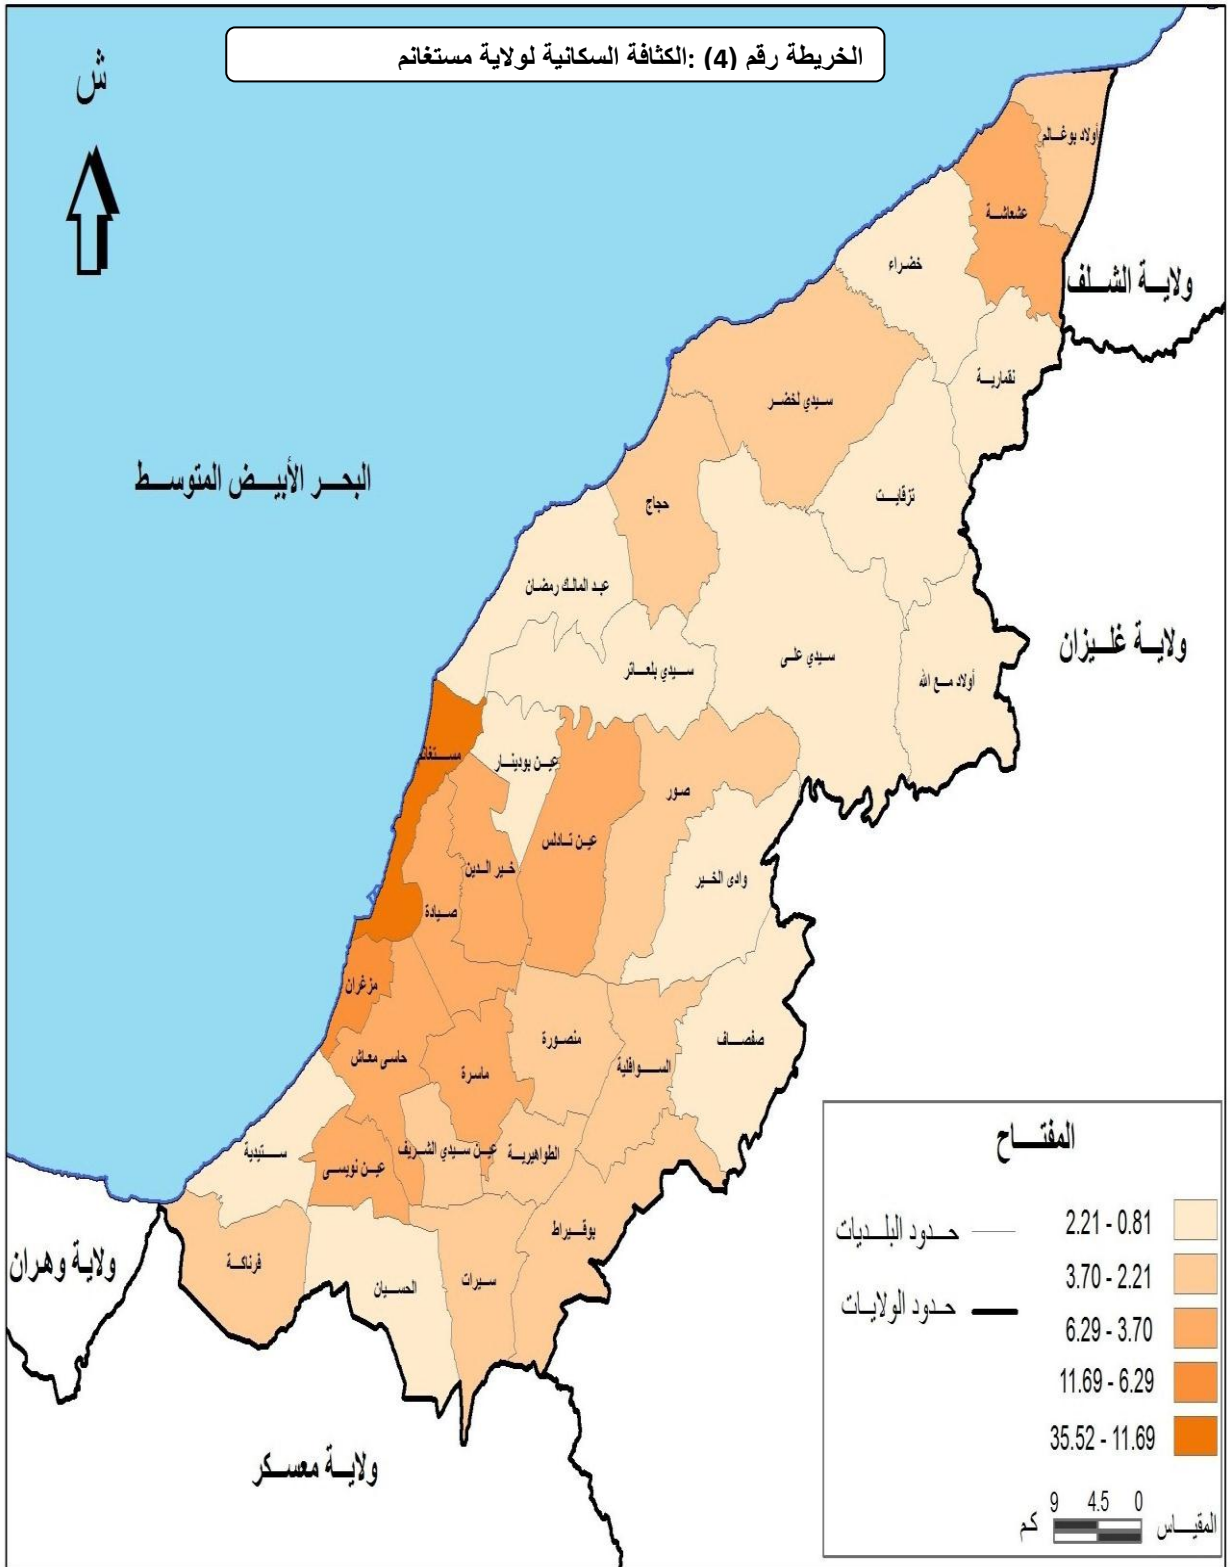 الخريطة رقم (4) :الكثافة السكانية لولاية مستغانم
ش
أولاد بوغالم
عشعاشة
خضراء
ولاية الشلف
نقمارية
سيدي لخضر
البحر الأبيض المتوسط
تزقايت
حجاج
عبد المالك رمضان
ولاية غليزان
سيدي على
سيدي بلعاتر
أولاد مع الله
مستغانم
عين بودينار
صور
عين تادلس
خير الدين
وادى الخير
صيادة
مزغران
منصورة
صفصاف
حاسى معاش
السوافلية
ماسرة
ستيدية
عين نويسى
عين سيدي الشريف
الطواهيرية
بوقيراط
فرناكة
سيرات
الحسيان
ولاية وهران
ولاية معسكر
المفتاح
2.21 - 0.81
3.70 - 2.21
6.29 - 3.70
11.69 - 6.29
35.52 - 11.69
حدود البلديات
حدود الولايات
المقياس
9 4.5 0
كم